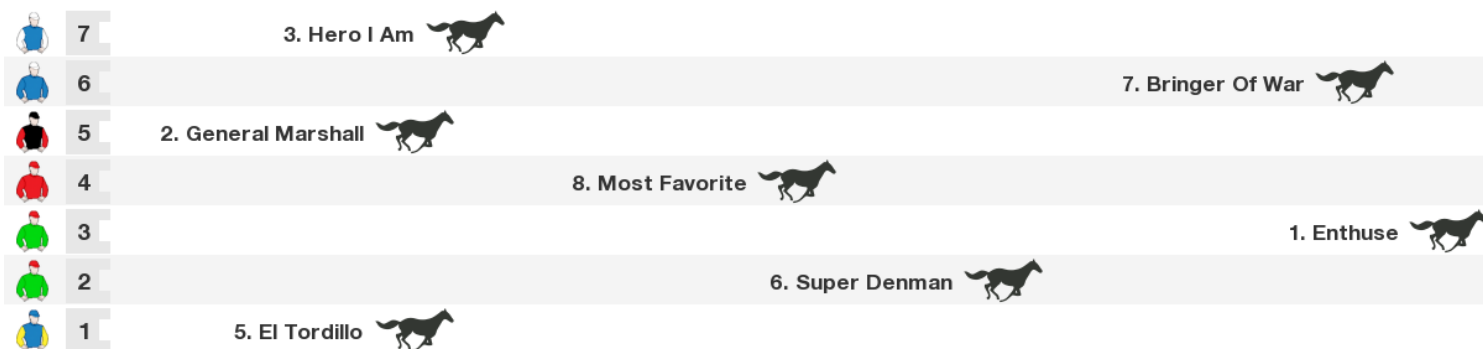 7 3. Hero I Am
6 7. Bringer Of War
5 2. General Marshall
4 8. Most Favorite
3 1. Enthuse
2 6. Super Denman
1 5. El Tordillo